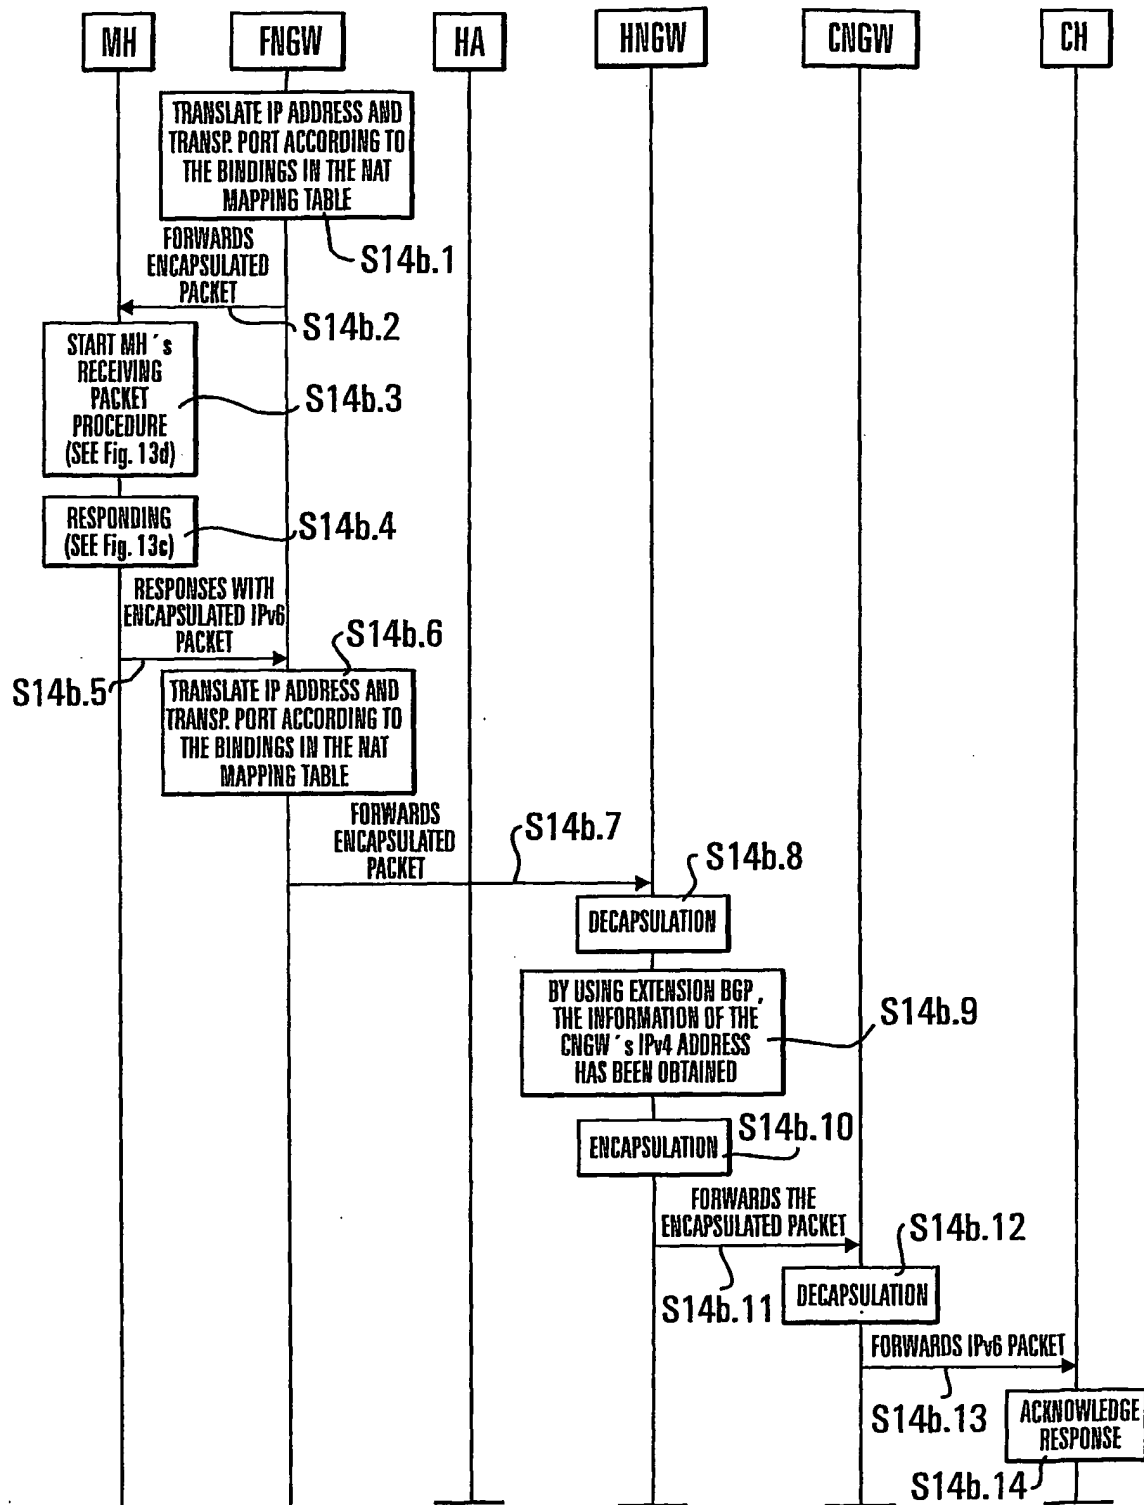 MH
FNGW
HA
HNGW
CNGW
CH
TRANSLATE IP ADDRESS AND
TRANSP. PORT ACCORDING TO
THE BINDINGS IN THE NAT
MAPPING TABLE
S14b.1
FORWARDS
ENCAPSULATED
PACKET
S14b.2
START MH´s
RECEIVING
PACKET
PROCEDURE
(SEE Fig. 13d)
S14b.3
RESPONDING
(SEE Fig. 13c)
S14b.4
RESPONSES WITH
ENCAPSULATED IPv6
PACKET
S14b.5
S14b.6
TRANSLATE IP ADDRESS AND
TRANSP. PORT ACCORDING TO
THE BINDINGS IN THE NAT
MAPPING TABLE
FORWARDS
ENCAPSULATED
PACKET
S14b.7
S14b.8
DECAPSULATION
BY USING EXTENSION BGP,
THE INFORMATION OF THE
CNGW´s IPv4 ADDRESS
HAS BEEN OBTAINED
S14b.9
ENCAPSULATION
S14b.10
FORWARDS THE
ENCAPSULATED PACKET
S14b.11
S14b.12
DECAPSULATION
FORWARDS IPv6 PACKET
S14b.13
ACKNOWLEDGE
RESPONSE
S14b.14